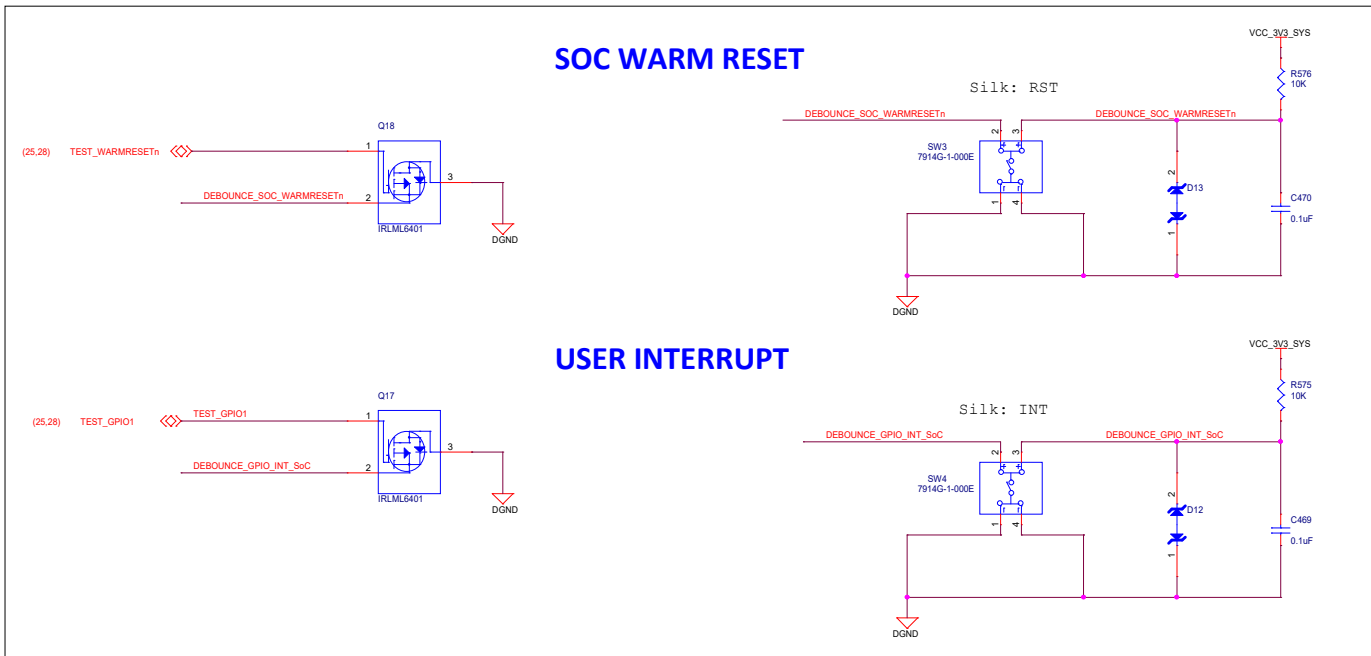 SOC WARM RESET
VCC_3V3_SYS
R576
10K
Silk: RST
DEBOUNCE_SOC_WARMRESETn
DEBOUNCE_SOC_WARMRESETn
Q18
(25,28) TEST_WARMRESETn
1
3
DEBOUNCE_SOC_WARMRESETn
2
IRLML6401
DGND
2 3
SW3
7914G-1-000E
1 4
2
D13
1
C470
0.1uF
DGND
USER INTERRUPT
VCC_3V3_SYS
R575
10K
Silk: INT
DEBOUNCE_GPIO_INT_SoC
DEBOUNCE_GPIO_INT_SoC
Q17
(25,28) TEST_GPIO1
TEST_GPIO1
1
3
DEBOUNCE_GPIO_INT_SoC
2
IRLML6401
DGND
2 3
SW4
7914G-1-000E
1 4
2
D12
1
C469
0.1uF
DGND